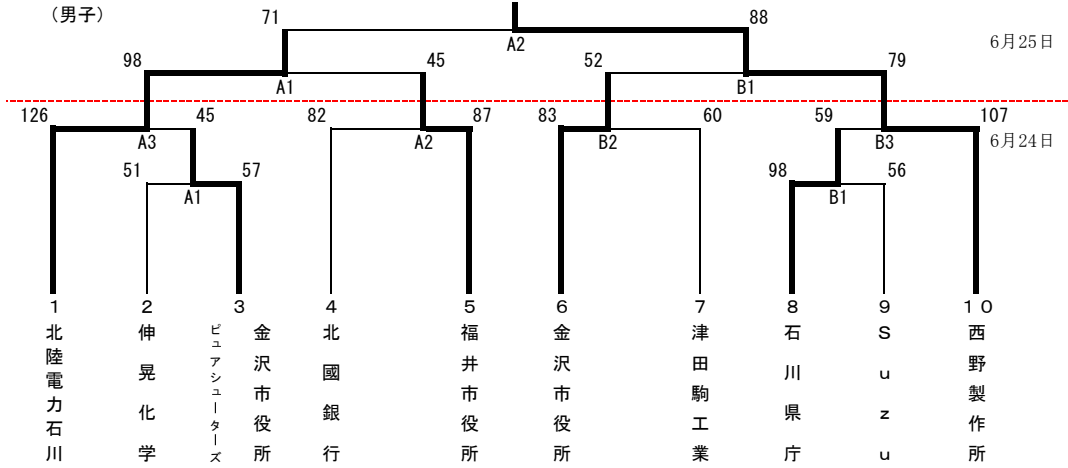 （男子）
71
88
A2
6月25日
98
45
52
79
A1
B1
126
45
82
87
83
60
59
107
A3
A2
B2
B3
6月24日
51
57
98
56
A1
B1
1
2
3
4
5
6
7
8
9
10
北陸電力石川
伸晃化学
金沢市役所
ピュアシューターズ
北國銀行
福井市役所
金沢市役所
津田駒工業
石川県庁
Ｓｕｚｕ
西野製作所